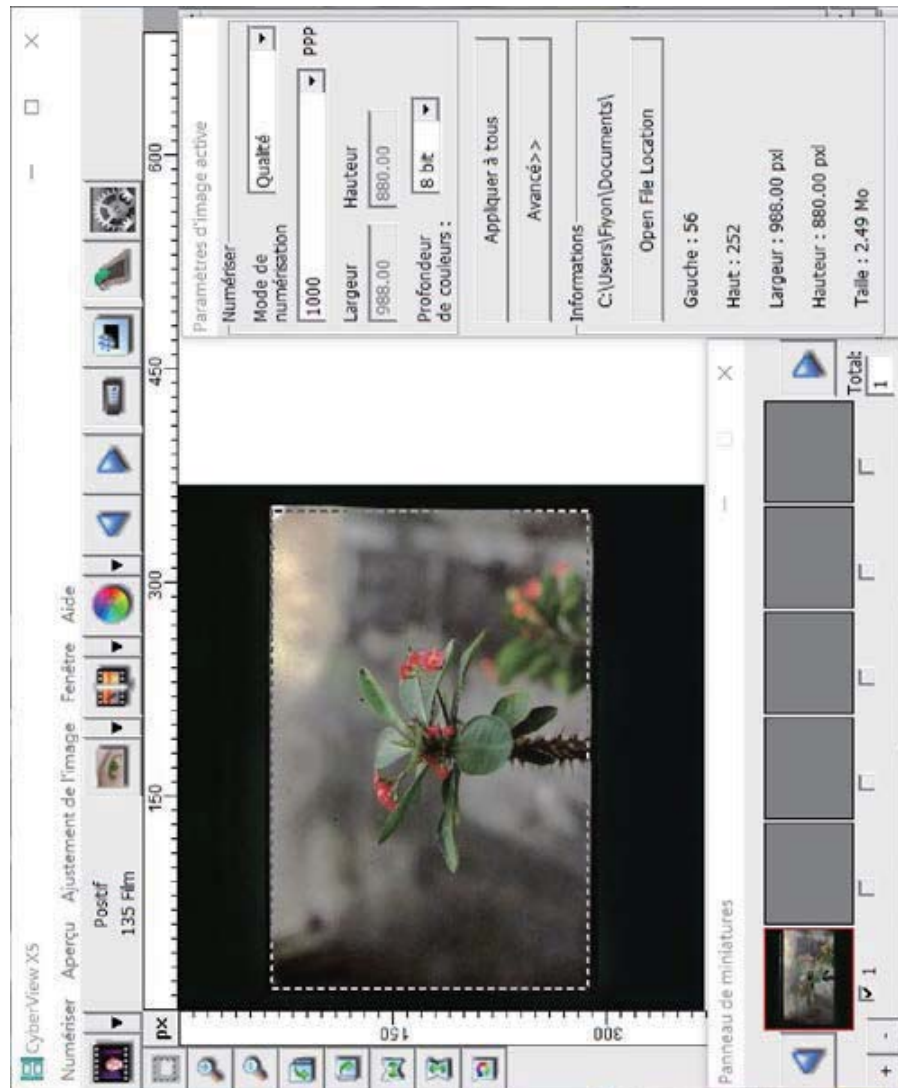 CyberView X5
Numériser Aperçu Ajustement de l'image Fenêtre Aide
Positif
135 Film
px
150
300
450
600
150
300
Paramètres d'image active
Numériser
Mode de
numérisation
Qualité
1000
PPP
Largeur
Hauteur
988.00
880.00
Profondeur
de couleurs :
8 bit
Appliquer à tous
Avancé>>
Informations
C:\Users\Fiyon\Documents\
Open File Location
Gauche : 56
Haut : 252
Largeur : 988.00 pxl
Hauteur : 880.00 pxl
Taille : 2.49 Mo
Panneau de miniatures
1
Total:
1
+
-